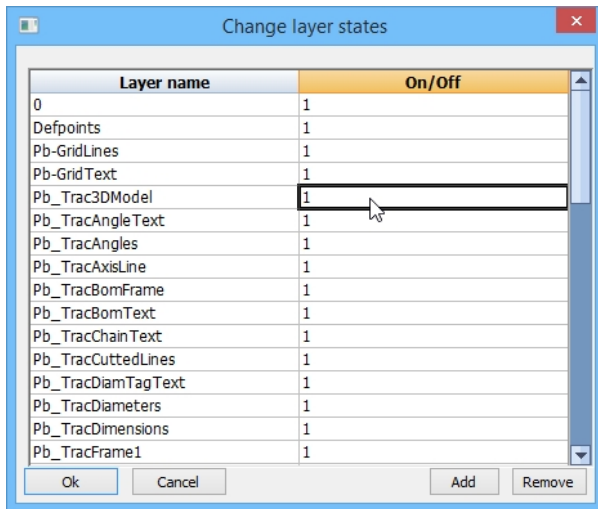 Change layer states
Layer name On/Off
0 1
Defpoints 1
Pb-GridLines 1
Pb-GridText 1
Pb_Trac3DModel 1
Pb_TracAngleText 1
Pb_TracAngles 1
Pb_TracAxisLine 1
Pb_TracBomFrame 1
Pb_TracBomText 1
Pb_TracChainText 1
Pb_TracCuttedLines 1
Pb_TracDiamTagText 1
Pb_TracDiameters 1
Pb_TracDimensions 1
Pb_TracFrame1 1
Ok Cancel Add Remove